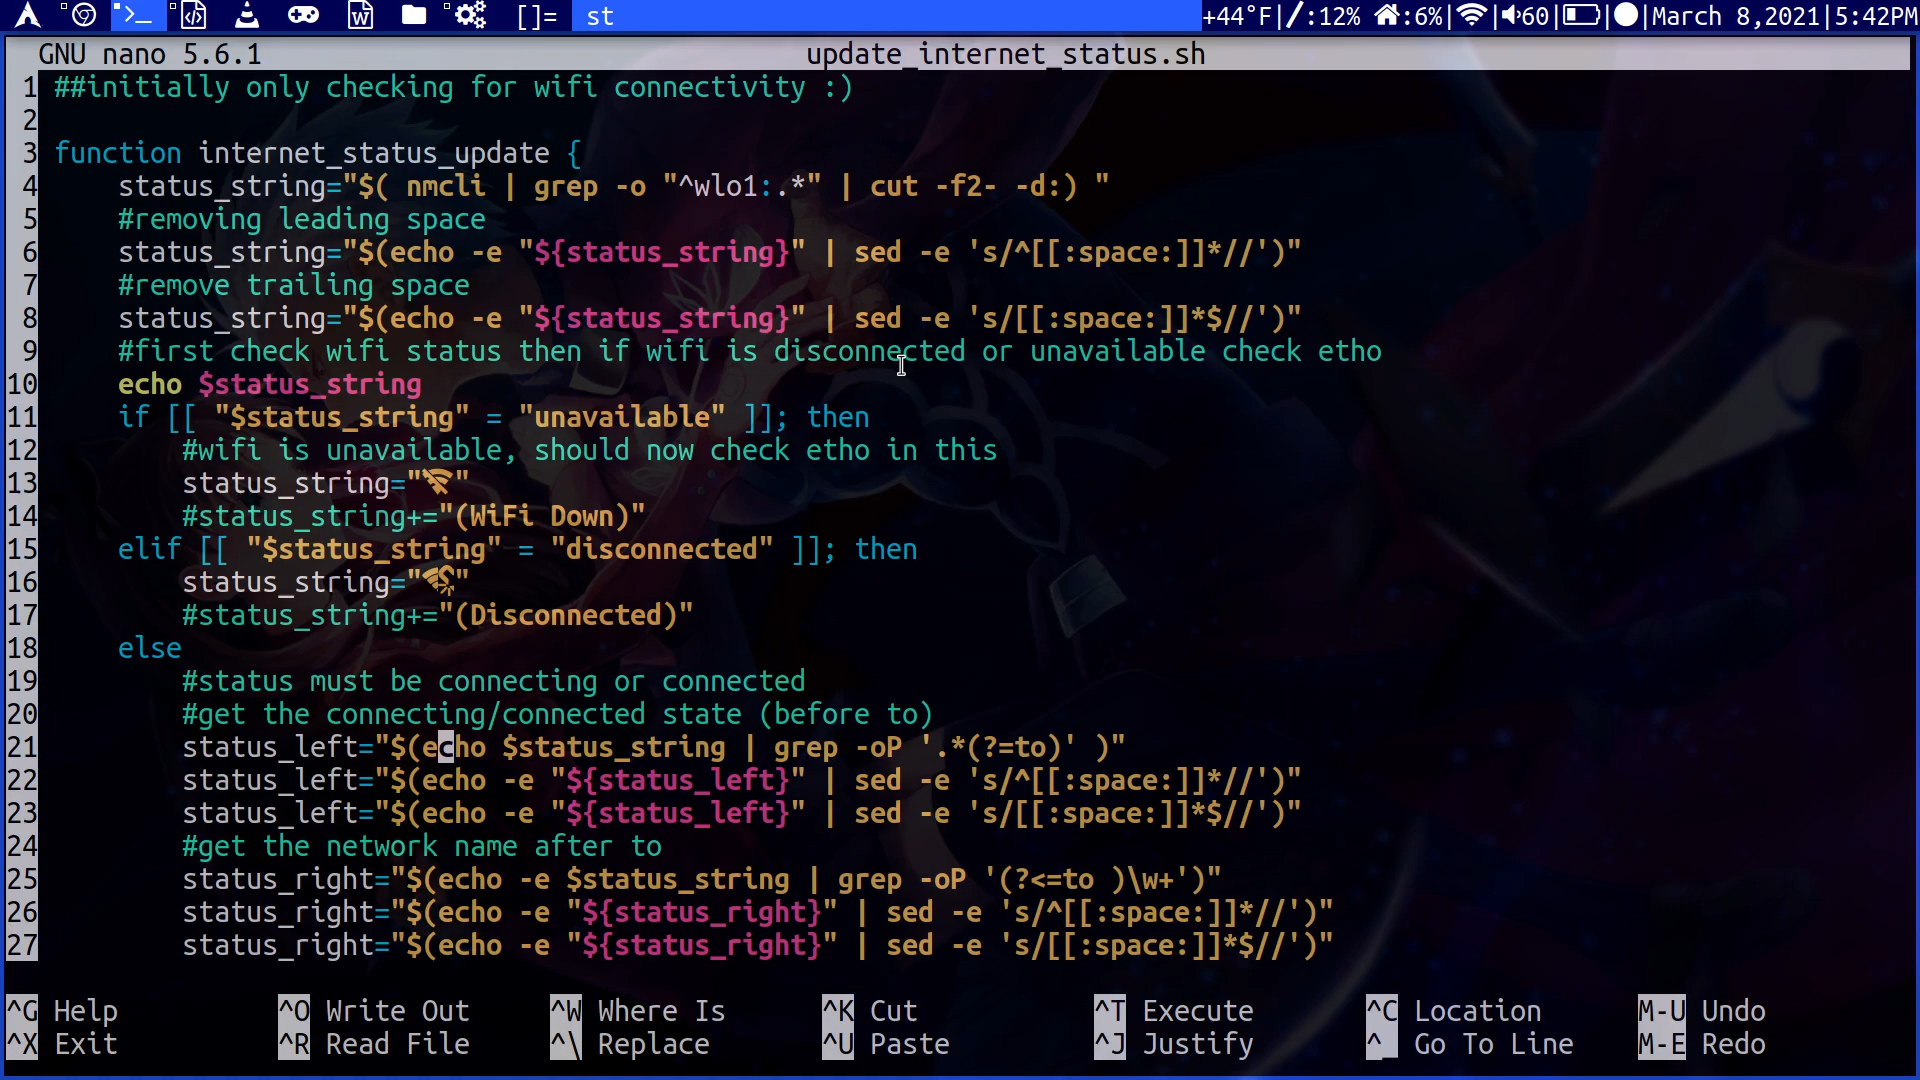 []= st +44°F|/:12% :6%| | 60| | |March 8,2021|5:42PM
GNU nano 5.6.1 update_internet_status.sh
1 ##initially only checking for wifi connectivity :)
2
3 function internet_status_update {
4     status_string="$( nmcli | grep -o "^wlo1:.*" | cut -f2- -d:) "
5     #removing leading space
6     status_string="$(echo -e "${status_string}" | sed -e 's/^[[:space:]]*//')"
7     #remove trailing space
8     status_string="$(echo -e "${status_string}" | sed -e 's/[[:space:]]*$//')"
9     #first check wifi status then if wifi is disconnected or unavailable check etho
10     echo $status_string
11     if [[ "$status_string" = "unavailable" ]]; then
12         #wifi is unavailable, should now check etho in this
13         status_string=""
14         #status_string+="(WiFi Down)"
15     elif [[ "$status_string" = "disconnected" ]]; then
16         status_string=""
17         #status_string+="(Disconnected)"
18     else
19         #status must be connecting or connected
20         #get the connecting/connected state (before to)
21         status_left="$(echo $status_string | grep -oP '.*(?=to)' )"
22         status_left="$(echo -e "${status_left}" | sed -e 's/^[[:space:]]*//')"
23         status_left="$(echo -e "${status_left}" | sed -e 's/[[:space:]]*$//')"
24         #get the network name after to
25         status_right="$(echo -e $status_string | grep -oP '(?<=to )\w+')"
26         status_right="$(echo -e "${status_right}" | sed -e 's/^[[:space:]]*//')"
27         status_right="$(echo -e "${status_right}" | sed -e 's/[[:space:]]*$//')"
^G Help ^O Write Out ^W Where Is ^K Cut ^T Execute ^C Location M-U Undo
^X Exit ^R Read File ^\ Replace ^U Paste ^J Justify ^_ Go To Line M-E Redo